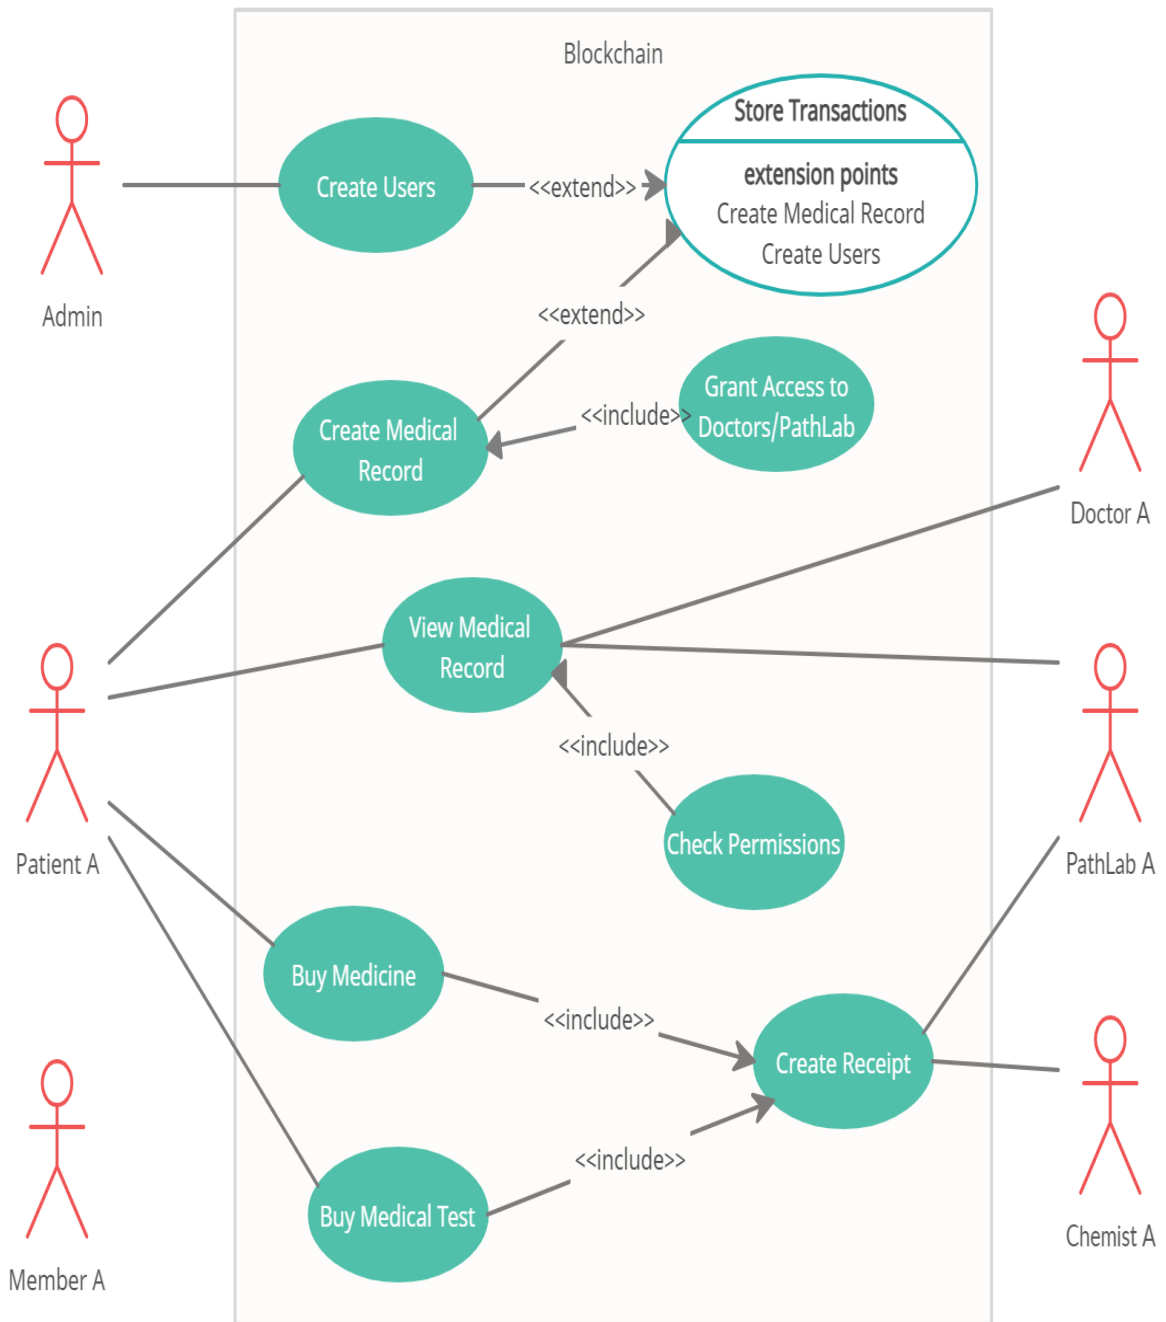 Blockchain
Store Transactions
extension points
Create Medical Record
Create Users
Create Users
<<extend>>
Admin
<<extend>>
Grant Access to
Doctors/PathLab
<<include>>
Create Medical
Record
Doctor A
View Medical
Record
<<include>>
Check Permissions
Patient A
PathLab A
Buy Medicine
<<include>>
Create Receipt
<<include>>
Buy Medical Test
Chemist A
Member A